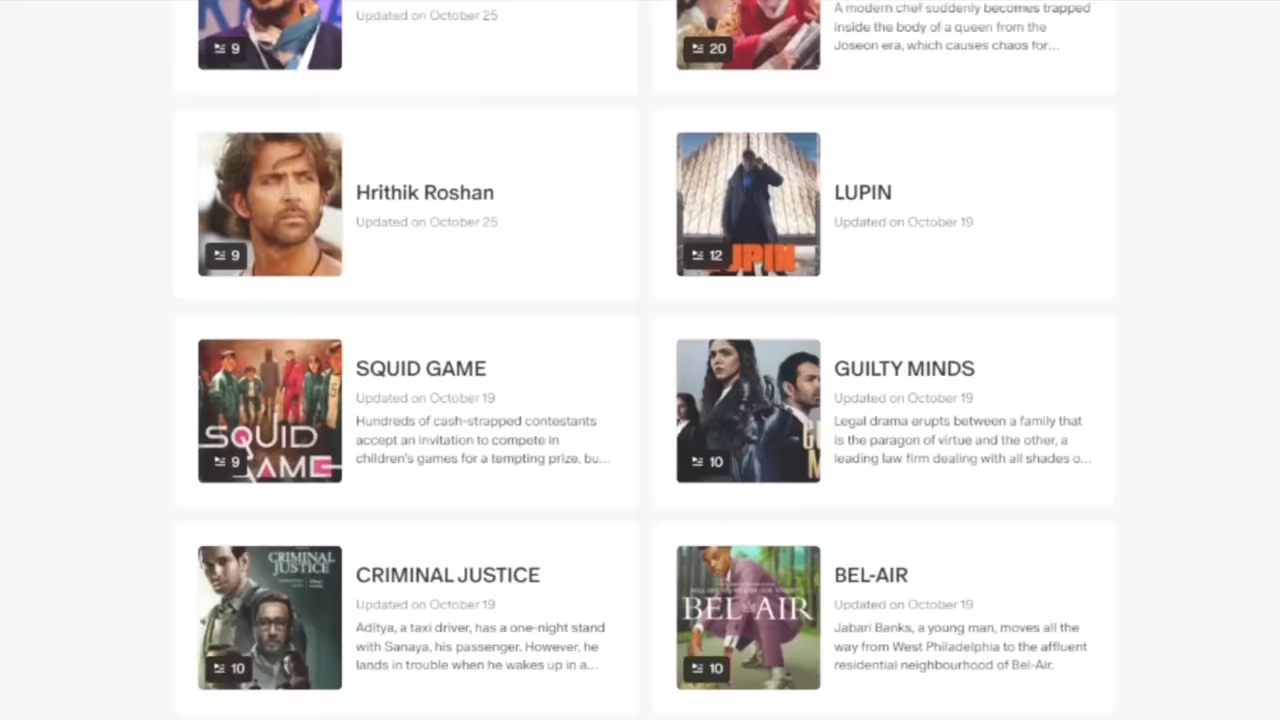 Updated on October 25
9
A modern chef suddenly becomes trapped
inside the body of a queen from the
Joseon era, which causes chaos for...
20
Hrithik Roshan
Updated on October 25
9
LUPIN
Updated on October 19
12
UPIN
SQUID GAME
Updated on October 19
Hundreds of cash-strapped contestants
accept an invitation to compete in
children's games for a tempting prize, bu...
SQUID
GAME
9
GUILTY MINDS
Updated on October 19
Legal drama erupts between a family that
is the paragon of virtue and the other, a
leading law firm dealing with all shades o...
10
CRIMINAL JUSTICE
Updated on October 19
Aditya, a taxi driver, has a one-night stand
with Sanaya, his passenger. However, he
lands in trouble when he wakes up in a...
CRIMINAL
JUSTICE
10
BEL-AIR
Updated on October 19
Jabari Banks, a young man, moves all the
way from West Philadelphia to the affluent
residential neighbourhood of Bel-Air.
BEL-AIR
10